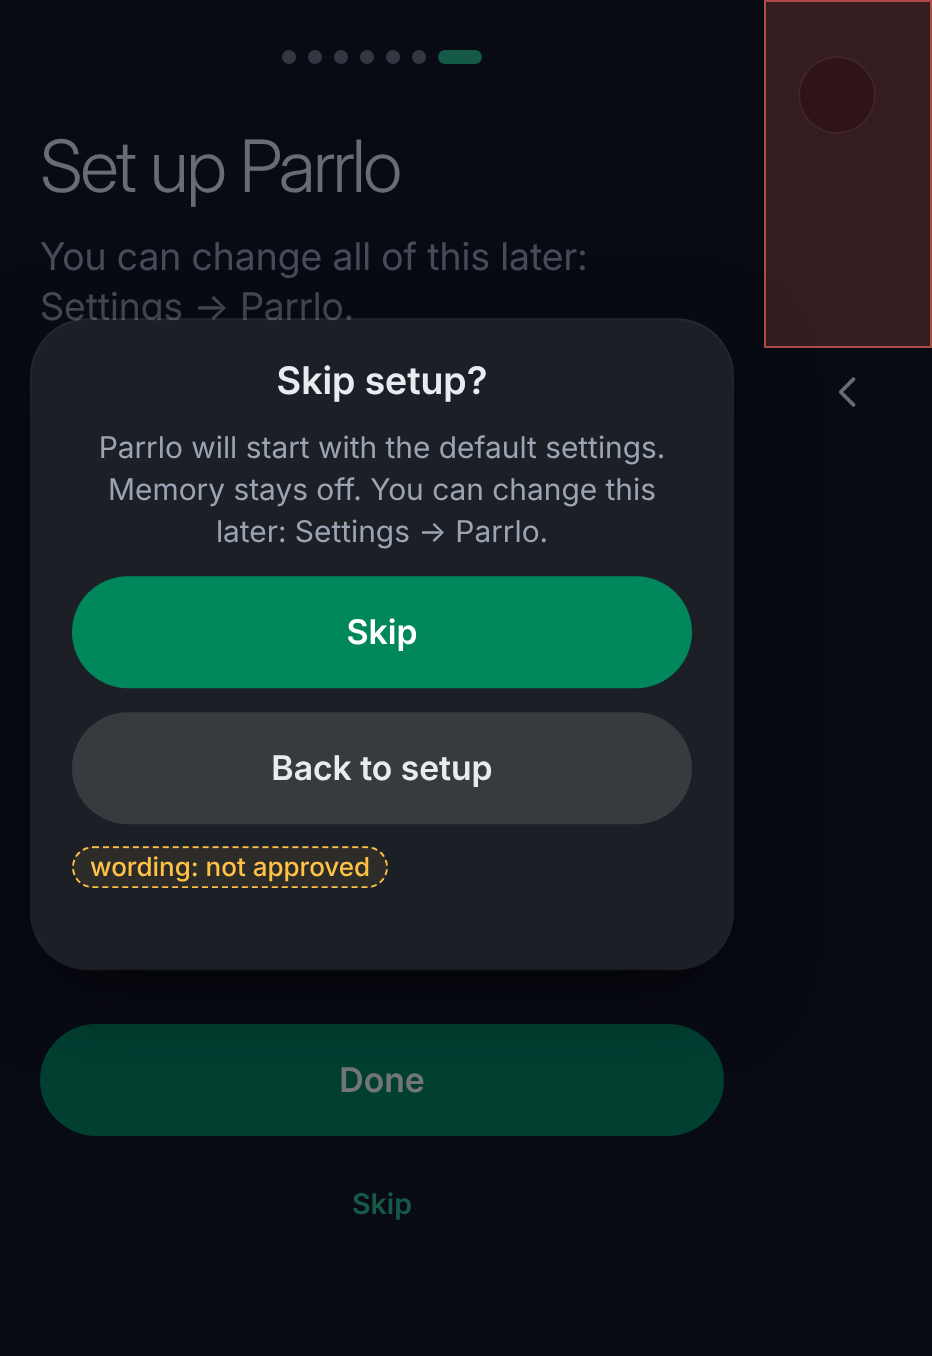 Set up Parrlo
You can change all of this later:
Settings → Parrlo.
Skip setup?
Parrlo will start with the default settings.
Memory stays off. You can change this
later: Settings → Parrlo.
Skip
Back to setup
wording: not approved
Done
Skip